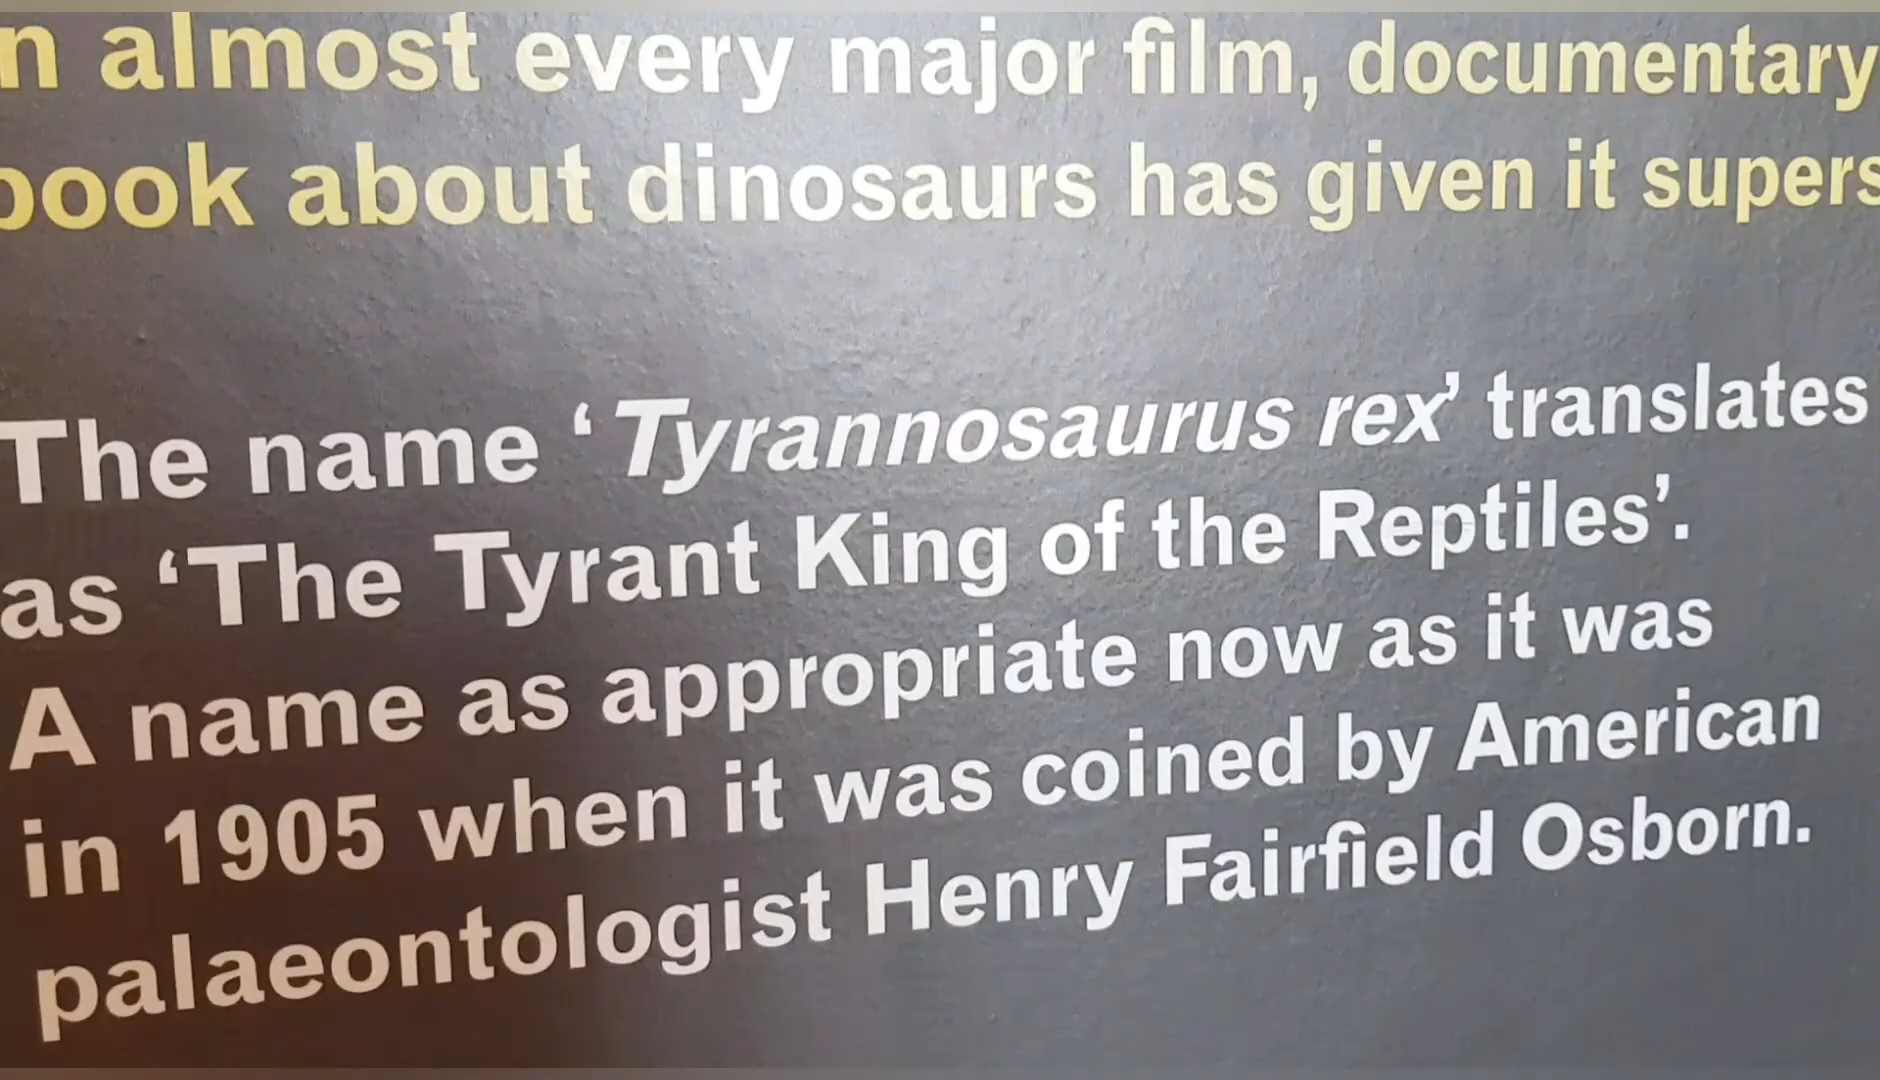 n almost every major film, documentary
book about dinosaurs has given it supers
The name ‘Tyrannosaurus rex’ translates
as ‘The Tyrant King of the Reptiles’.
A name as appropriate now as it was
in 1905 when it was coined by American
palaeontologist Henry Fairfield Osborn.